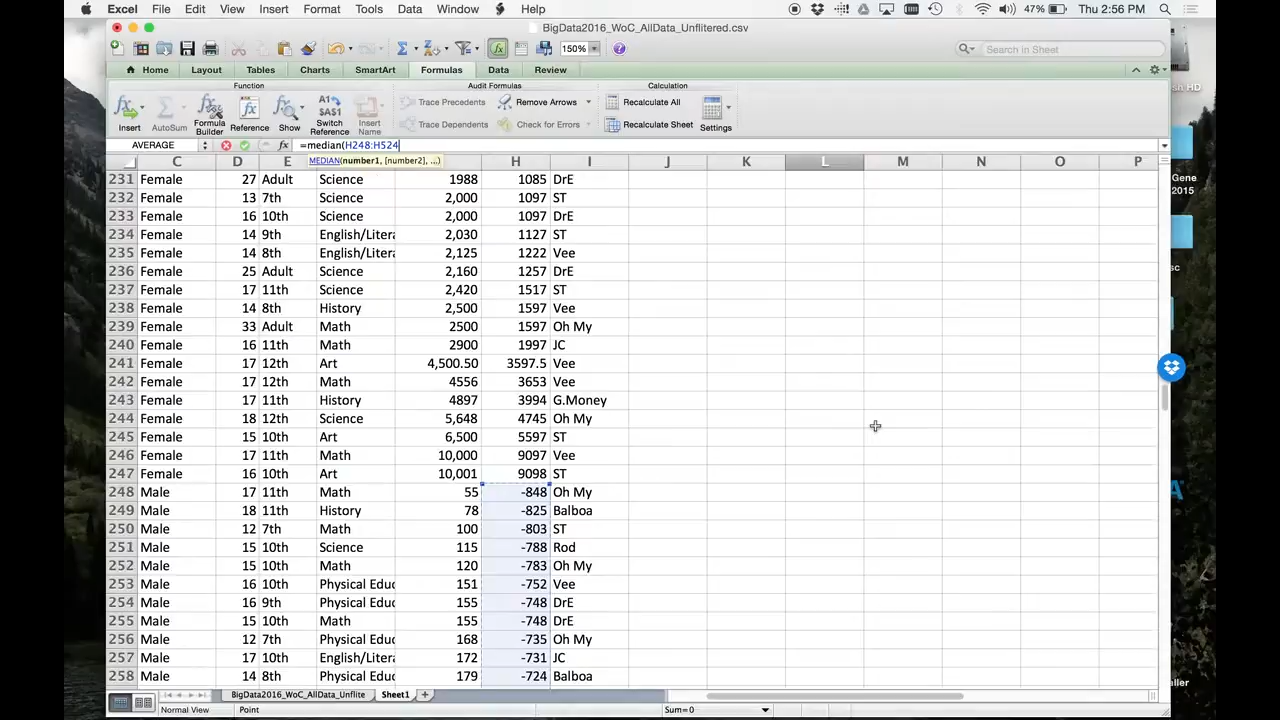 Excel File Edit View Insert Format Tools Data Window Help 47% Thu 2:56 PM
BigData2016_WoC_AllData_Unflitered.csv
150% Search in Sheet
Home Layout Tables Charts SmartArt Formulas Data Review
Function Audit Formulas Calculation
fx Σ fx fx A1 A$1 fx Trace Precedents Remove Arrows Recalculate All
Insert AutoSum Formula Builder Reference Show Switch Reference Insert Name Trace Dependents Check for Errors Recalculate Sheet Settings
AVERAGE fx =median(H248:H524
MEDIAN(number1, [number2], ...)
C D E H I J K L M N O P
231 Female 27 Adult Science 1988 1085 DrE
232 Female 13 7th Science 2,000 1097 ST
233 Female 16 10th Science 2,000 1097 DrE
234 Female 14 9th English/Litera 2,030 1127 ST
235 Female 14 8th English/Litera 2,125 1222 Vee
236 Female 25 Adult Science 2,160 1257 DrE
237 Female 17 11th Science 2,420 1517 ST
238 Female 14 8th History 2,500 1597 Vee
239 Female 33 Adult Math 2500 1597 Oh My
240 Female 16 11th Math 2900 1997 JC
241 Female 17 12th Art 4,500.50 3597.5 Vee
242 Female 17 12th Math 4556 3653 Vee
243 Female 17 11th History 4897 3994 G.Money
244 Female 18 12th Science 5,648 4745 Oh My
245 Female 15 10th Art 6,500 5597 ST
246 Female 17 11th Math 10,000 9097 Vee
247 Female 16 10th Art 10,001 9098 ST
248 Male 17 11th Math 55 -848 Oh My
249 Male 18 11th History 78 -825 Balboa
250 Male 12 7th Math 100 -803 ST
251 Male 15 10th Science 115 -788 Rod
252 Male 15 10th Math 120 -783 Oh My
253 Male 16 10th Physical Educ 151 -752 Vee
254 Male 16 9th Physical Educ 155 -748 DrE
255 Male 15 10th Math 155 -748 DrE
256 Male 12 7th Physical Educ 168 -735 Oh My
257 Male 17 10th English/Litera 172 -731 JC
258 Male 14 8th Physical Educ 179 -724 Balboa
BigData2016_WoC_AllDa Sheet1
Normal View Point Sum=0
HD
Gene
2015
sc